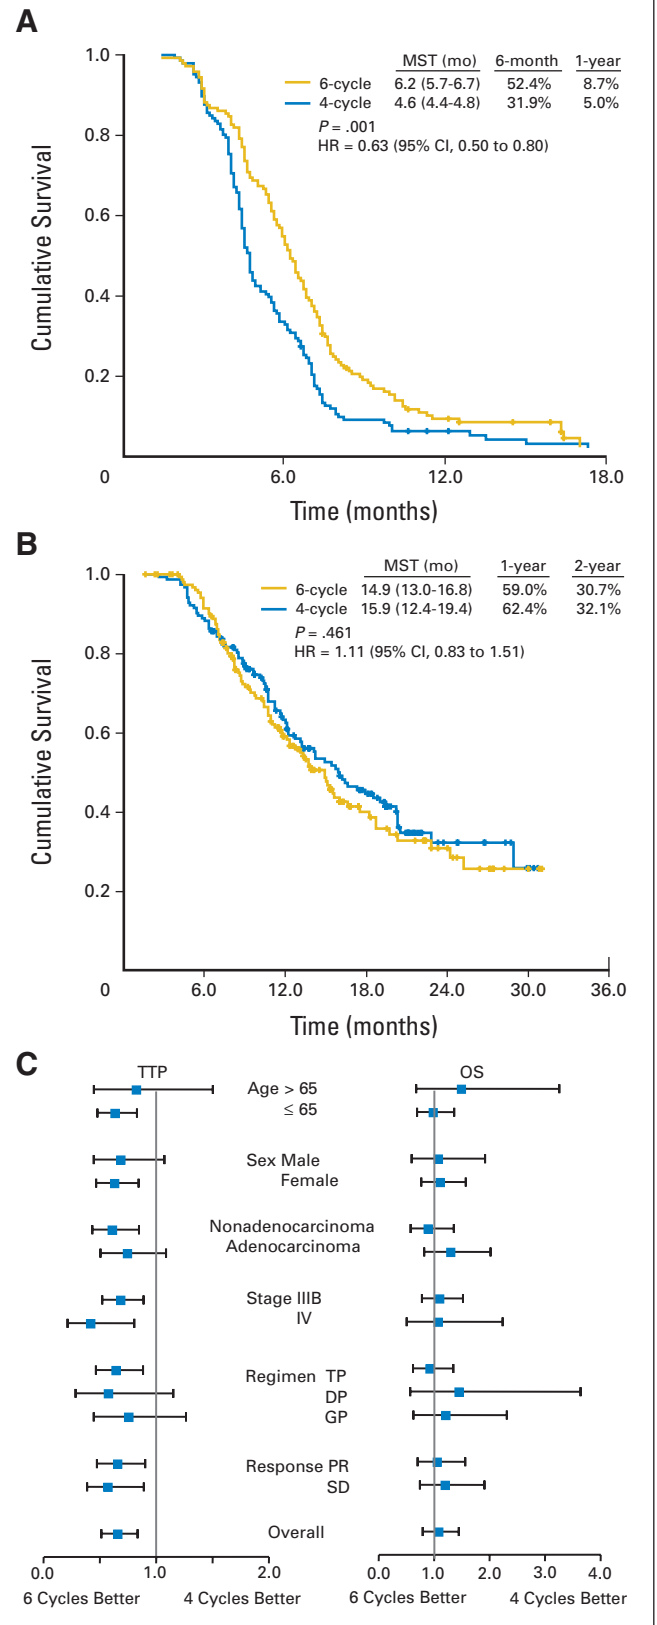 A
MST (mo) 6-month 1-year
6-cycle 6.2 (5.7-6.7) 52.4% 8.7%
4-cycle 4.6 (4.4-4.8) 31.9% 5.0%
P = .001
HR = 0.63 (95% CI, 0.50 to 0.80)
Cumulative Survival
1.0
0.8
0.6
0.4
0.2
0 6.0 12.0 18.0
Time (months)
B
MST (mo) 1-year 2-year
6-cycle 14.9 (13.0-16.8) 59.0% 30.7%
4-cycle 15.9 (12.4-19.4) 62.4% 32.1%
P = .461
HR = 1.11 (95% CI, 0.83 to 1.51)
Cumulative Survival
1.0
0.8
0.6
0.4
0.2
0 6.0 12.0 18.0 24.0 30.0 36.0
Time (months)
C
TTP OS
Age > 65
≤ 65
Sex Male
Female
Nonadenocarcinoma
Adenocarcinoma
Stage IIIB
IV
Regimen TP
DP
GP
Response PR
SD
Overall
0.0 1.0 2.0 0.0 1.0 2.0 3.0 4.0
6 Cycles Better 4 Cycles Better 6 Cycles Better 4 Cycles Better